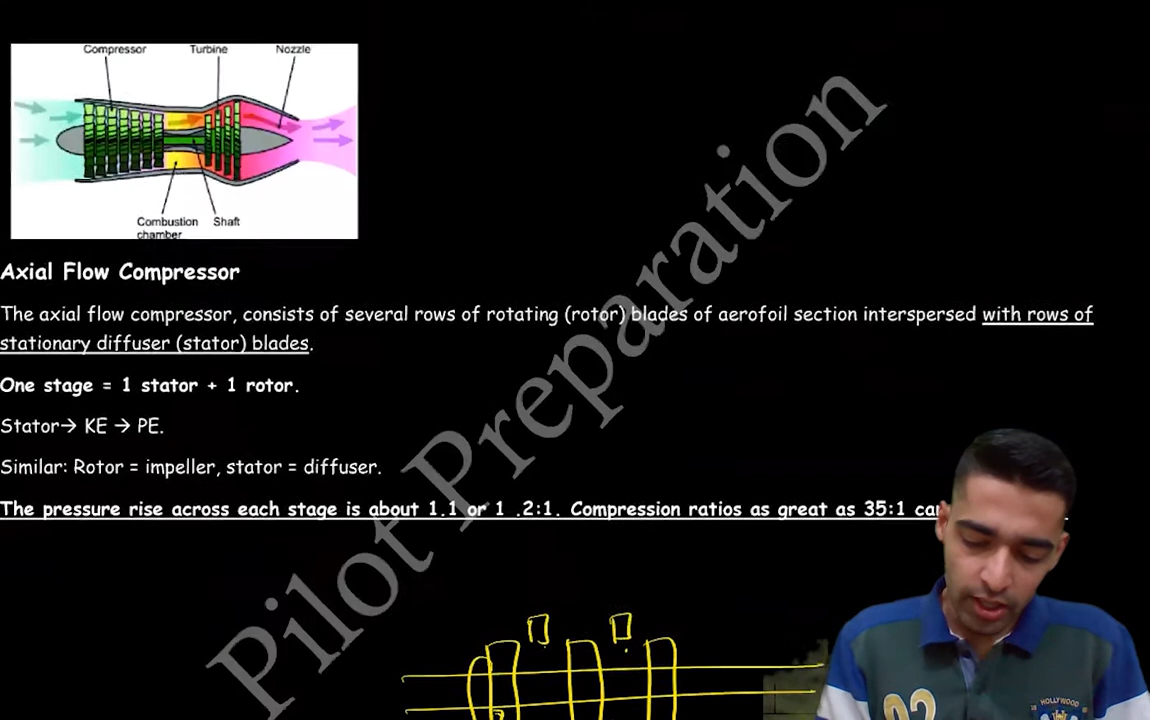 Compressor Turbine Nozzle
Combustion chamber Shaft
Axial Flow Compressor
The axial flow compressor, consists of several rows of rotating (rotor) blades of aerofoil section interspersed with rows of
stationary diffuser (stator) blades.
One stage = 1 stator + 1 rotor.
Stator→ KE → PE.
Similar: Rotor = impeller, stator = diffuser.
The pressure rise across each stage is about 1.1 or 1 .2:1. Compression ratios as great as 35:1
Pilot Preparation
HOLLYWOOD